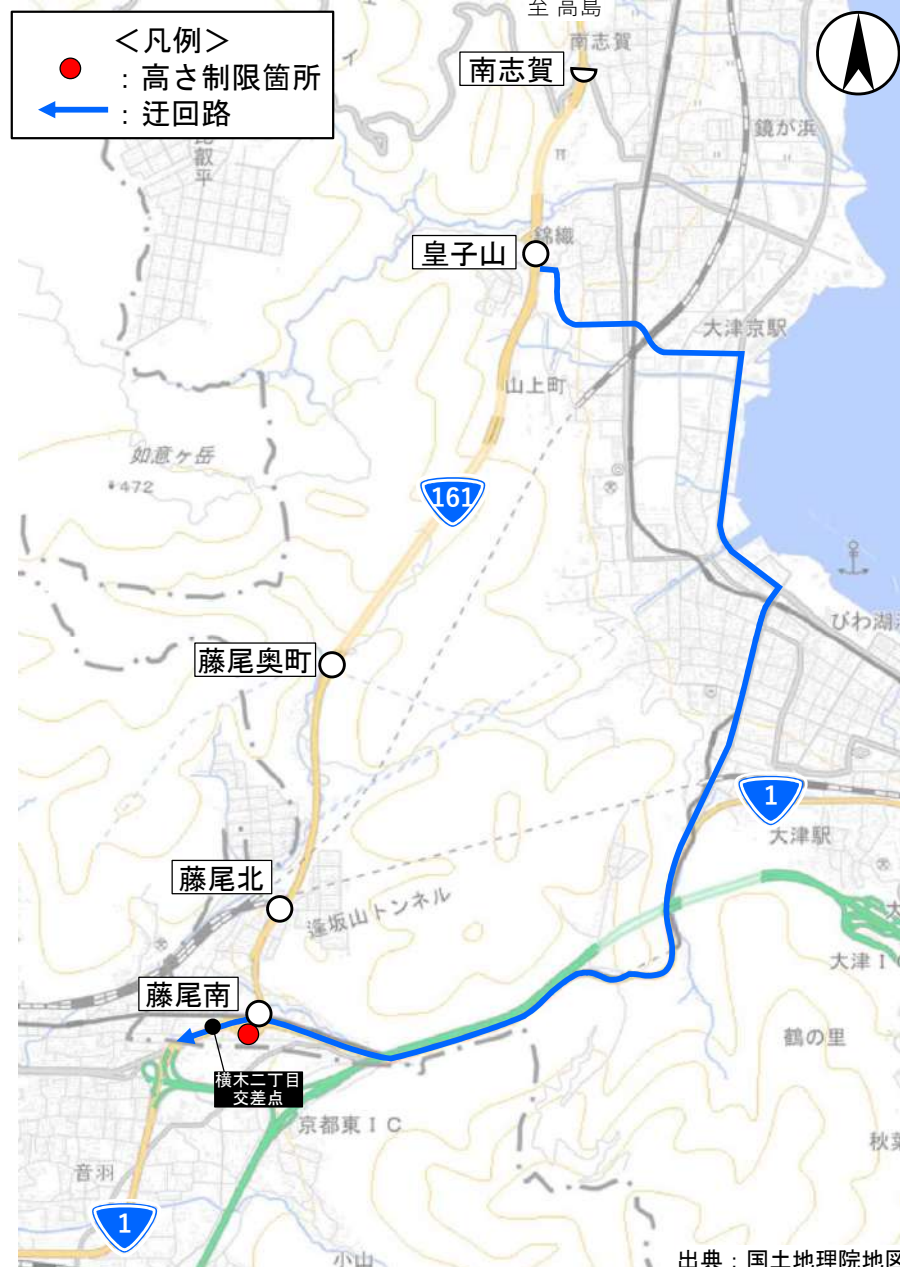 至 高島
＜凡例＞
：高さ制限箇所
：迂回路
南志賀
南志賀
鏡が浜
比叡平
皇子山
錦織
大津京駅
山上町
如意ヶ岳
472
161
びわ湖
藤尾奥町
1
大津駅
藤尾北
逢坂山トンネル
大津I
藤尾南
鶴の里
横木二丁目
交差点
京都東IC
音羽
1
小山
出典：国土地理院地図